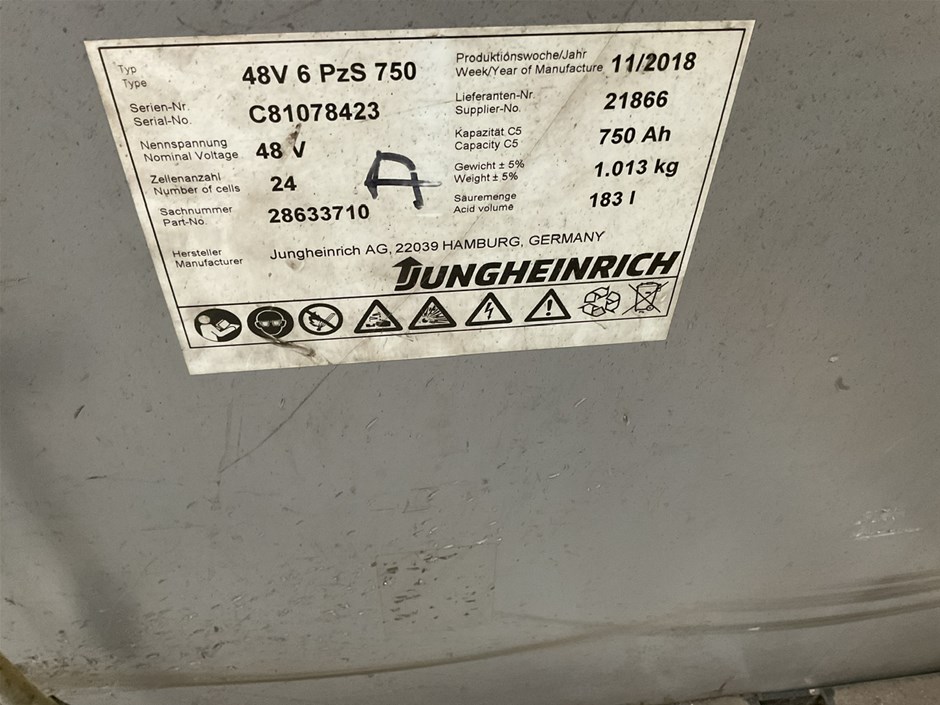 Typ 48V 6 PzS 750 Produktionswoche/Jahr 11/2018
Type Week/Year of Manufacture
Serien-Nr. C81078423 Lieferanten-Nr. 21866
Serial-No. Supplier-No.
Nennspannung 48 V Kapazität C5 750 Ah
Nominal Voltage Capacity C5
Zellenanzahl 24 Gewicht ± 5% 1.013 kg
Number of cells Weight ± 5%
A
Sachnummer 28633710 Säuremenge 183 l
Part-No. Acid volume
Hersteller Jungheinrich AG, 22039 HAMBURG, GERMANY
Manufacturer
JUNGHEINRICH